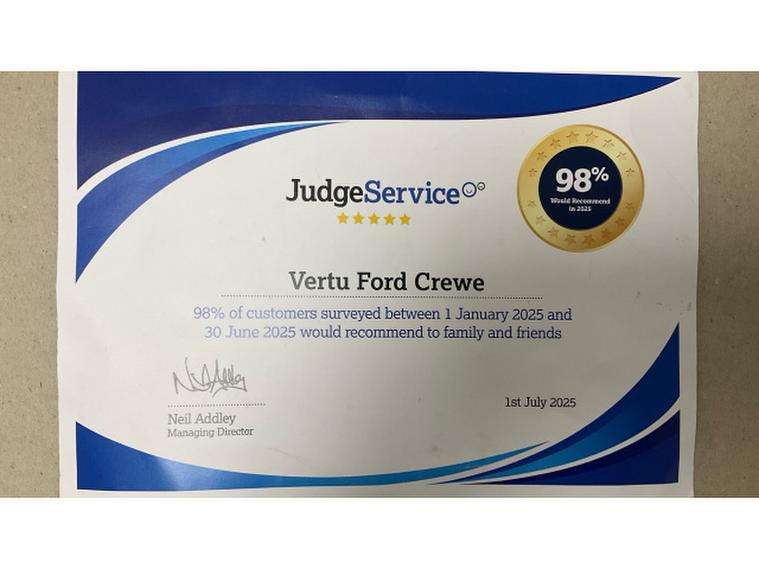 JudgeService
98%
Would Recommend
in 2025
Vertu Ford Crewe
98% of customers surveyed between 1 January 2025 and
30 June 2025 would recommend to family and friends
Neil Addley
Managing Director
1st July 2025